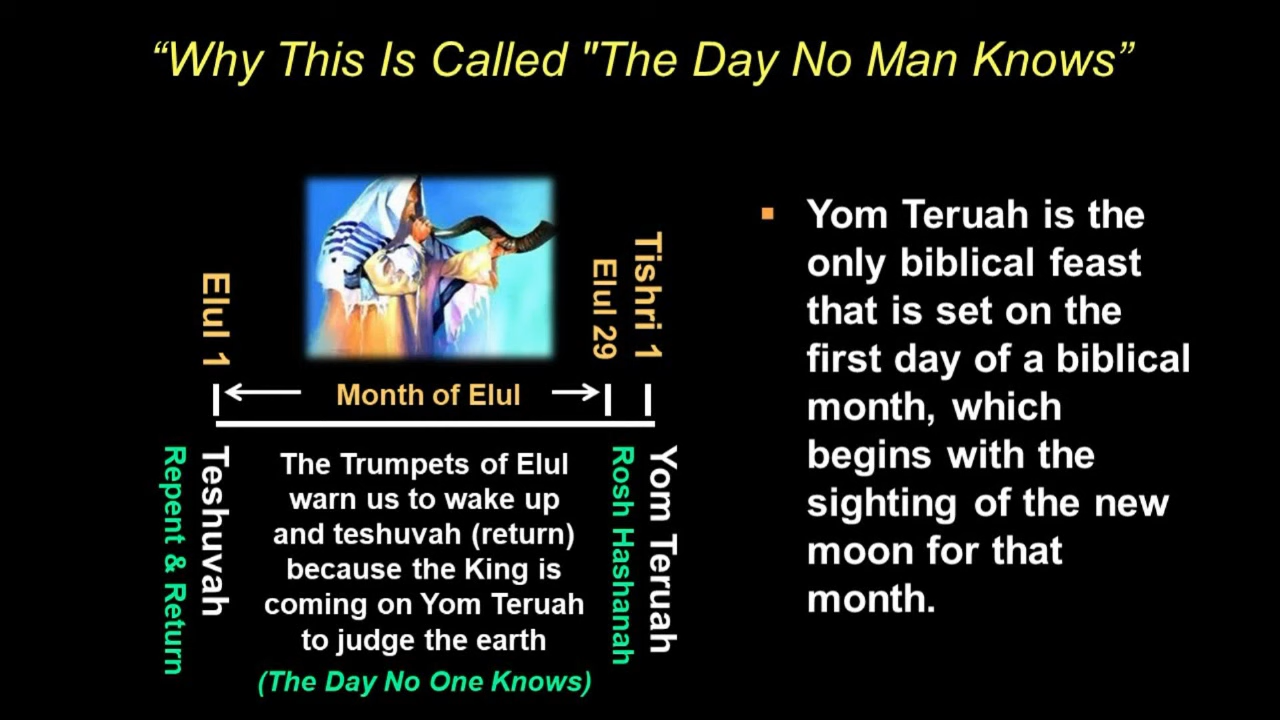 “Why This Is Called "The Day No Man Knows”
Elul 1
Elul 29
Tishri 1
Month of Elul
Repent & Return
Teshuvah
The Trumpets of Elul
warn us to wake up
and teshuvah (return)
because the King is
coming on Yom Teruah
to judge the earth
(The Day No One Knows)
Rosh Hashanah
Yom Teruah
▪ Yom Teruah is the
only biblical feast
that is set on the
first day of a biblical
month, which
begins with the
sighting of the new
moon for that
month.